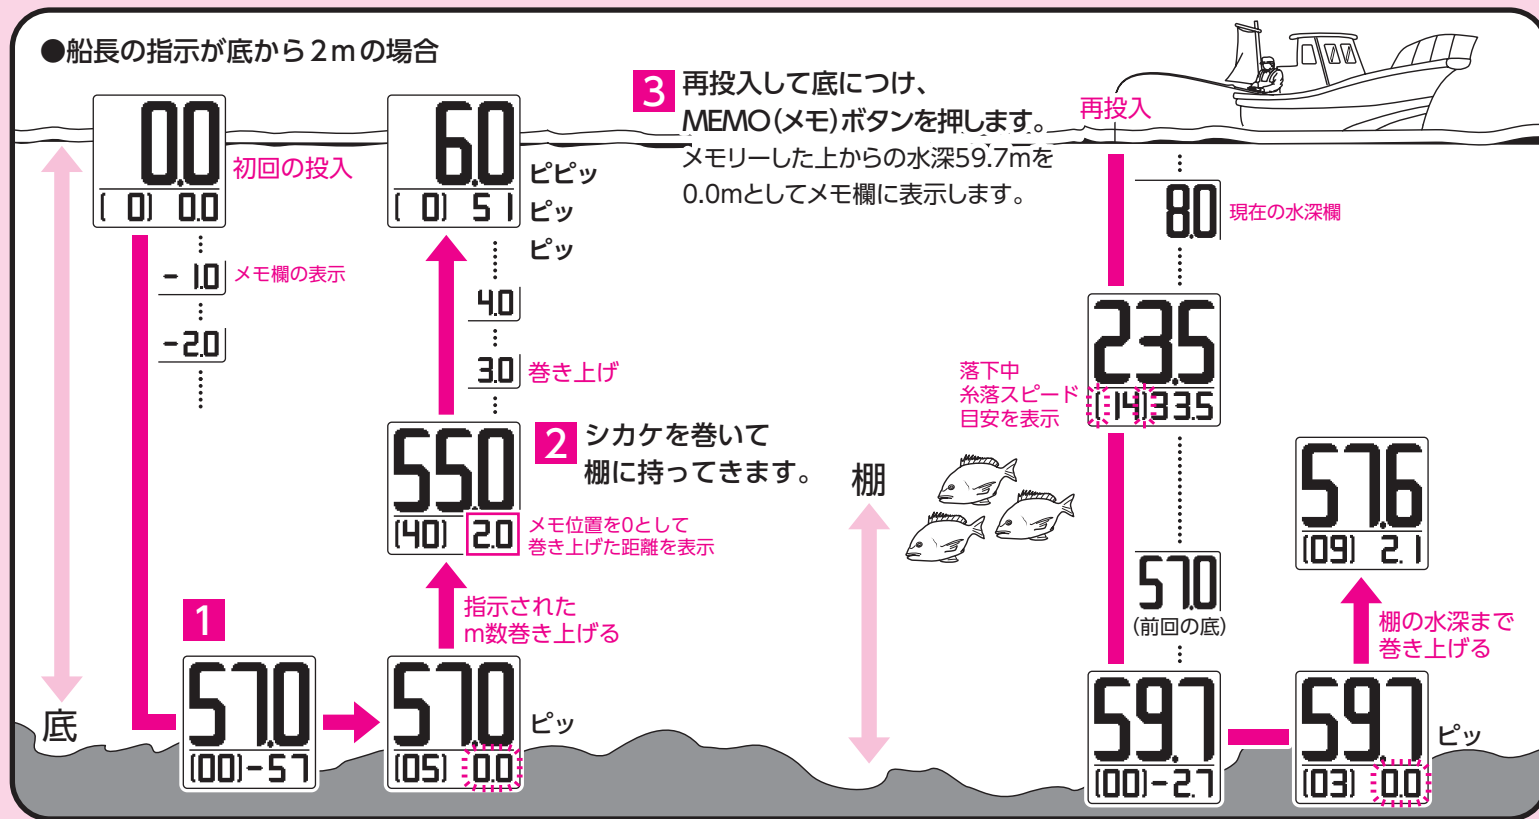 ●船長の指示が底から2mの場合
0.0
( 0) 0.0
初回の投入
- 1.0
メモ欄の表示
-2.0
底
1
57.0
(00)-57
57.0
(05) 0.0
ピッ
指示された
m数巻き上げる
2 シカケを巻いて
棚に持ってきます。
55.0
(40) 2.0
メモ位置を0として
巻き上げた距離を表示
3.0
巻き上げ
4.0
6.0
( 0) 51
ピピッ
ピッ
ピッ
3 再投入して底につけ、
MEMO(メモ)ボタンを押します。
メモリーした上からの水深59.7mを
0.0mとしてメモ欄に表示します。
再投入
8.0
現在の水深欄
23.5
(14)33.5
落下中
糸落スピード
目安を表示
棚
57.0
(前回の底)
59.7
(00)-2.7
59.7
(03) 0.0
ピッ
棚の水深まで
巻き上げる
57.6
(09) 2.1